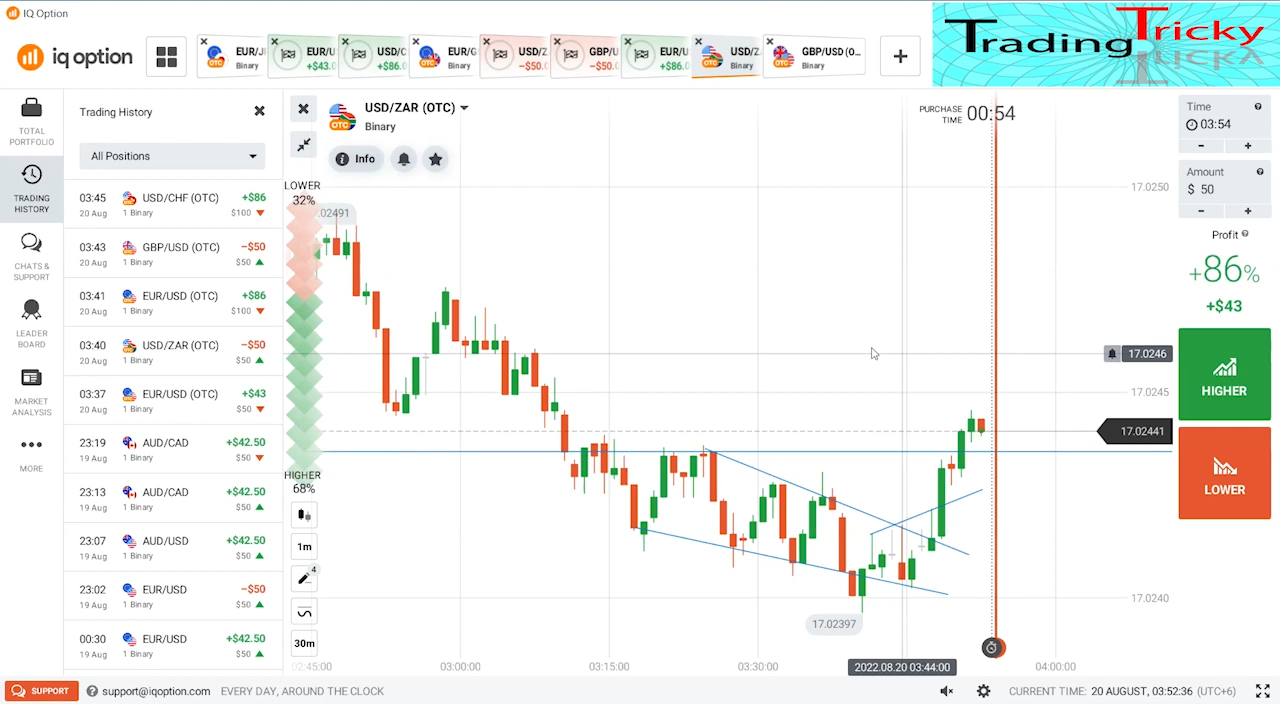 IQ Option
iq option
EUR/J
Binary
EUR/U
+$43.0
USD/C
+$86.0
EUR/G
Binary
USD/Z
-$50.0
GBP/U
-$50.0
EUR/U
+$86.0
USD/Z
Binary
GBP/USD (O...
Binary
Trading Tricky
TOTAL
PORTFOLIO
TRADING
HISTORY
CHATS &
SUPPORT
LEADER
BOARD
MARKET
ANALYSIS
MORE
Trading History
All Positions
03:45 USD/CHF (OTC) +$86
20 Aug 1 Binary $100
03:43 GBP/USD (OTC) −$50
20 Aug 1 Binary $50
03:41 EUR/USD (OTC) +$86
20 Aug 1 Binary $100
03:40 USD/ZAR (OTC) −$50
20 Aug 1 Binary $50
03:37 EUR/USD (OTC) +$43
20 Aug 1 Binary $50
23:19 AUD/CAD +$42.50
19 Aug 1 Binary $50
23:13 AUD/CAD +$42.50
19 Aug 1 Binary $50
23:07 AUD/USD +$42.50
19 Aug 1 Binary $50
23:02 EUR/USD −$50
19 Aug 1 Binary $50
00:30 EUR/USD +$42.50
19 Aug 1 Binary $50
USD/ZAR (OTC)
Binary
Info
LOWER
32%
.02491
HIGHER
68%
4
1m
30m
PURCHASE
TIME 00:54
17.0250
17.0246
17.0245
17.02441
17.0240
17.02397
02:45:00 03:00:00 03:15:00 03:30:00 2022.08.20 03:44:00 04:00:00
Time
03:54
- +
Amount
$ 50
- +
Profit
+86%
+$43
HIGHER
LOWER
SUPPORT support@iqoption.com EVERY DAY, AROUND THE CLOCK
CURRENT TIME: 20 AUGUST, 03:52:36 (UTC+6)